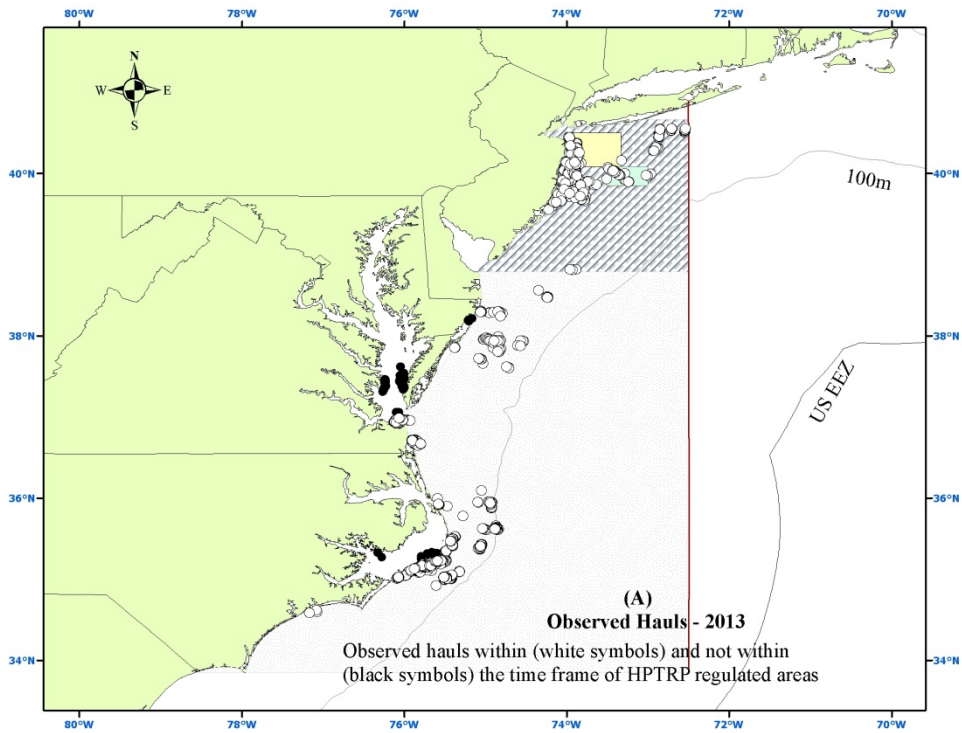 80°W 78°W 76°W 74°W 72°W 70°W
N
W E
S
40°N 40°N
100m
38°N 38°N
US EEZ
36°N 36°N
(A)
Observed Hauls - 2013
Observed hauls within (white symbols) and not within
(black symbols) the time frame of HPTRP regulated areas
34°N 34°N
80°W 78°W 76°W 74°W 72°W 70°W